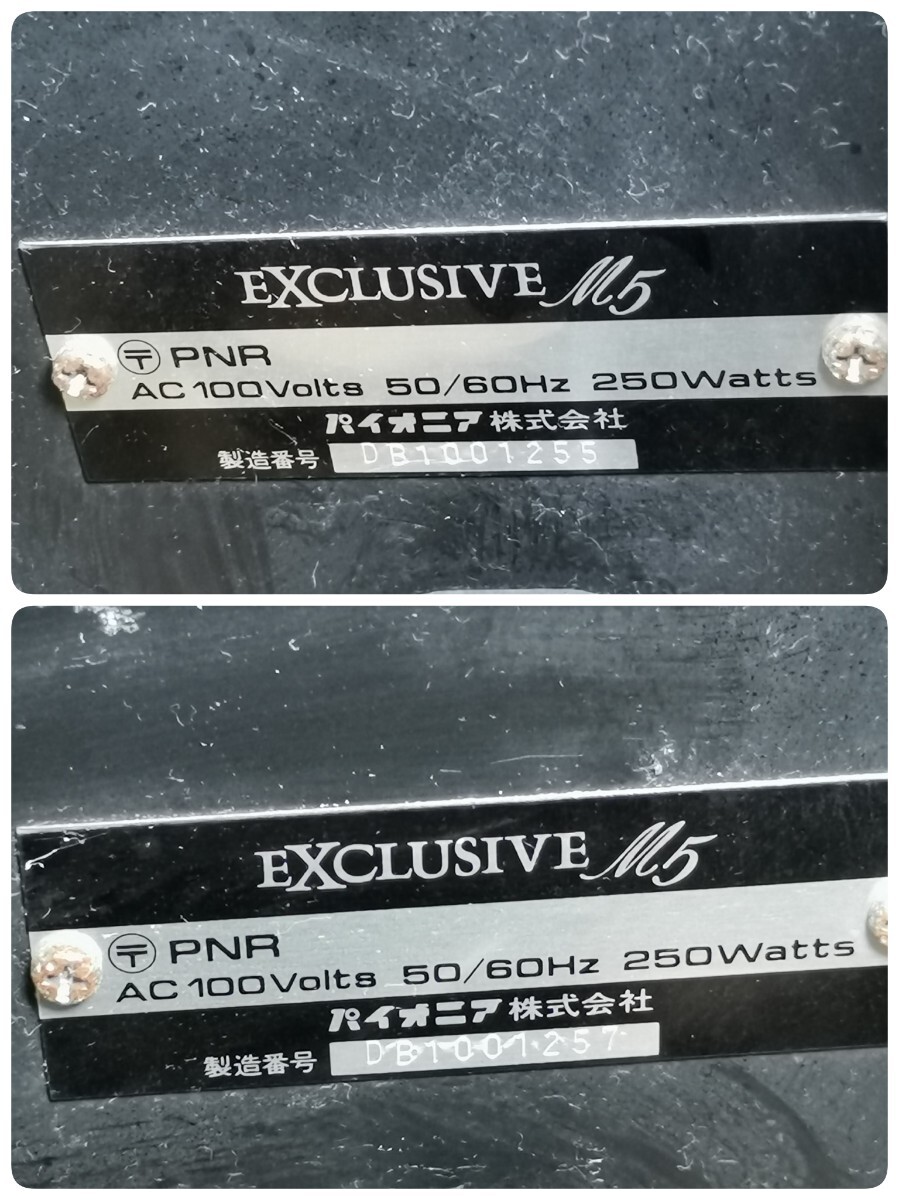 EXCLUSIVE M5
〒 PNR
AC 100Volts 50/60Hz 250Watts
パイオニア株式会社
製造番号 DB1001255
EXCLUSIVE M5
〒 PNR
AC 100Volts 50/60Hz 250Watts
パイオニア株式会社
製造番号 DB1001257